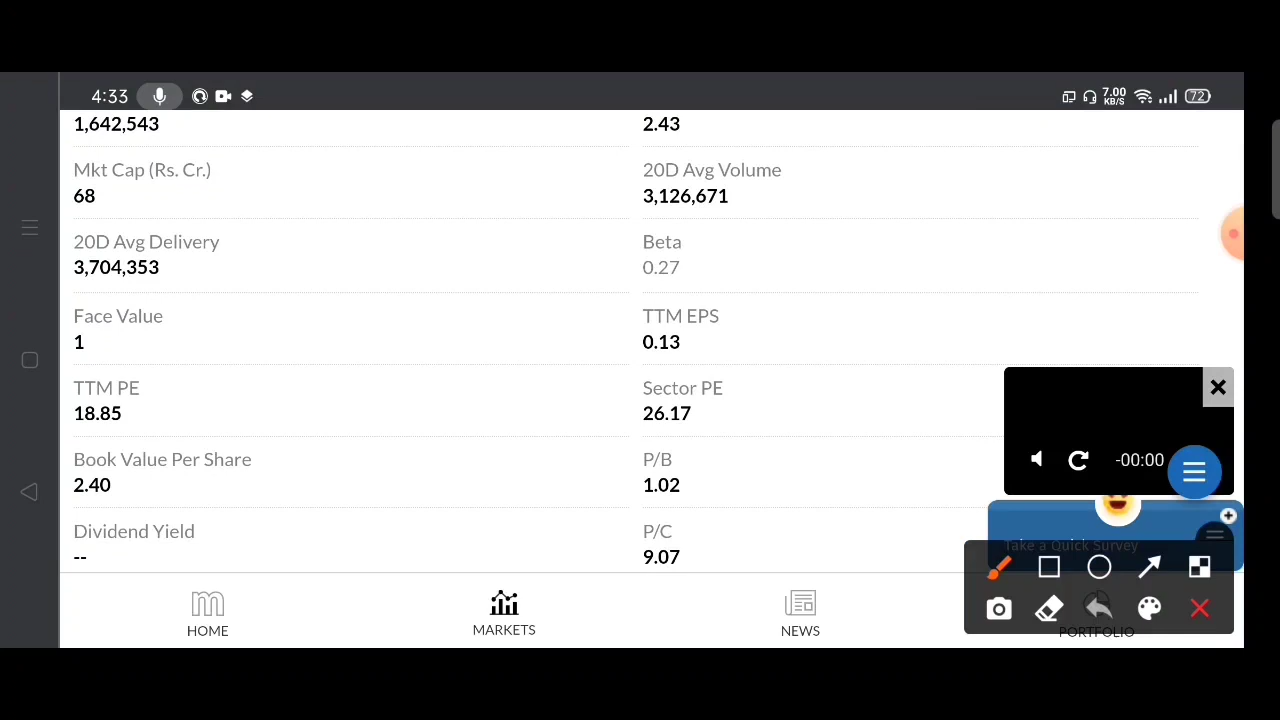 4:33
7.00
KB/S
72
1,642,543
2.43
Mkt Cap (Rs. Cr.)
20D Avg Volume
68
3,126,671
20D Avg Delivery
Beta
3,704,353
0.27
Face Value
TTM EPS
1
0.13
TTM PE
Sector PE
18.85
26.17
Book Value Per Share
P/B
2.40
1.02
-00:00
Dividend Yield
P/C
--
9.07
Take a Quick Survey
HOME
MARKETS
NEWS
PORTFOLIO